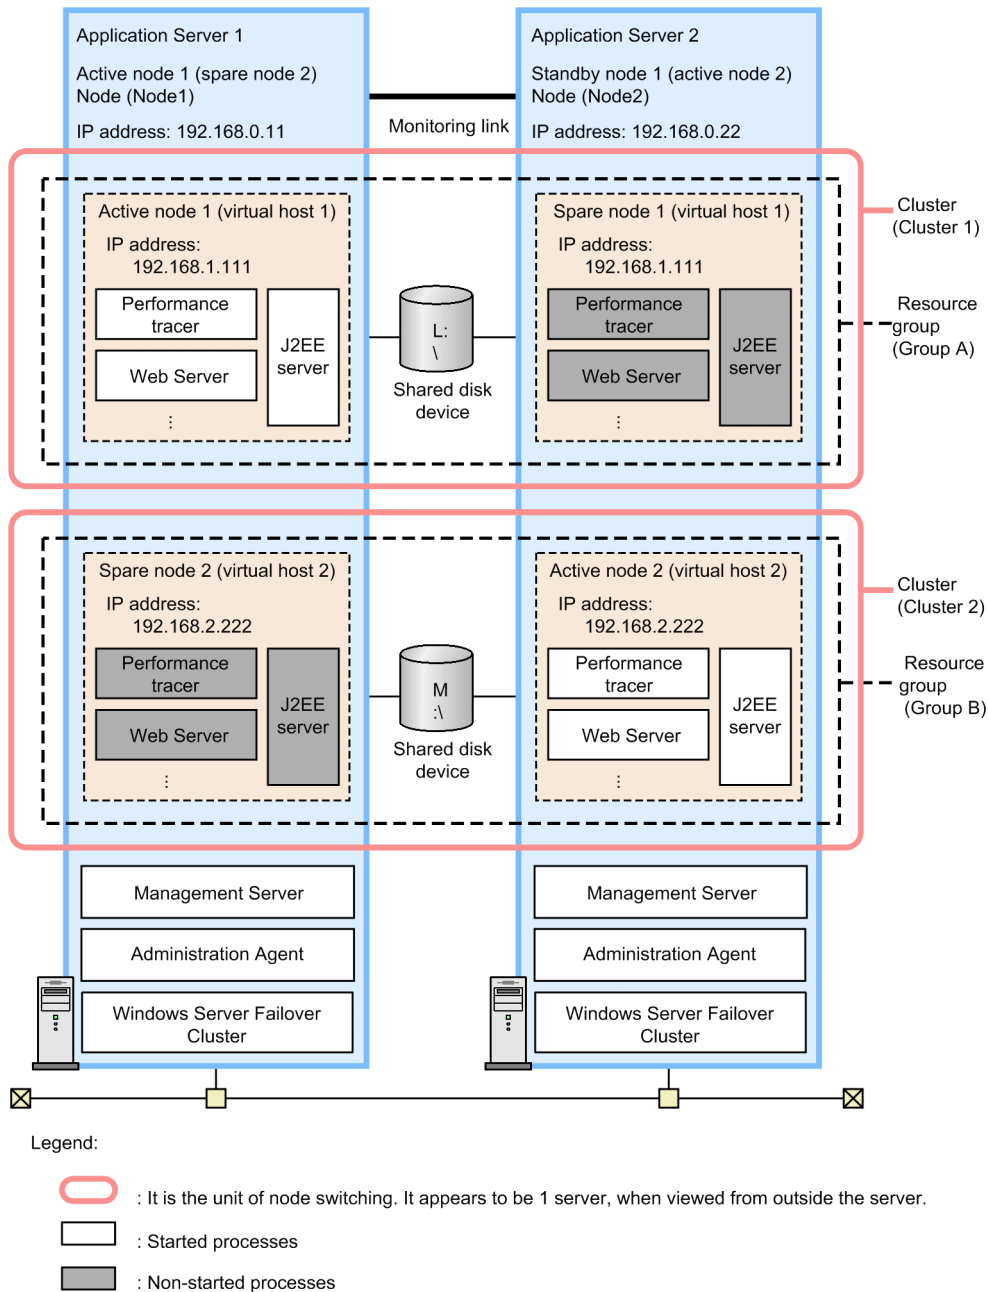 Application Server 1
Active node 1 (spare node 2)
Node (Node1)
IP address: 192.168.0.11
Monitoring link
Application Server 2
Standby node 1 (active node 2)
Node (Node2)
IP address: 192.168.0.22
Active node 1 (virtual host 1)
IP address:
192.168.1.111
Performance
tracer
Web Server
⋮
J2EE
server
L:
\
Shared disk
device
Spare node 1 (virtual host 1)
IP address:
192.168.1.111
Performance
tracer
Web Server
⋮
J2EE
server
Cluster
(Cluster 1)
Resource
group
(Group A)
Spare node 2 (virtual host 2)
IP address:
192.168.2.222
Performance
tracer
Web Server
⋮
J2EE
server
M
:\
Shared disk
device
Active node 2 (virtual host 2)
IP address:
192.168.2.222
Performance
tracer
Web Server
⋮
J2EE
server
Cluster
(Cluster 2)
Resource
group
(Group B)
Management Server
Administration Agent
Windows Server Failover
Cluster
Management Server
Administration Agent
Windows Server Failover
Cluster
Legend:
: It is the unit of node switching. It appears to be 1 server, when viewed from outside the server.
: Started processes
: Non-started processes